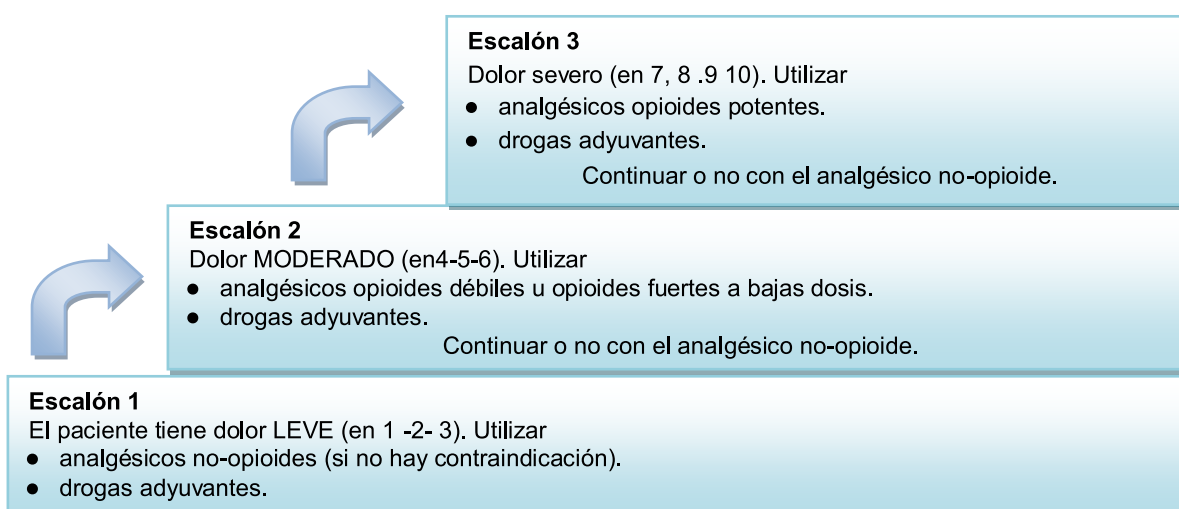 Escalón 3
Dolor severo (en 7, 8 .9 10). Utilizar
● analgésicos opioides potentes.
● drogas adyuvantes.
Continuar o no con el analgésico no-opioide.
Escalón 2
Dolor MODERADO (en4-5-6). Utilizar
● analgésicos opioides débiles u opioides fuertes a bajas dosis.
● drogas adyuvantes.
Continuar o no con el analgésico no-opioide.
Escalón 1
El paciente tiene dolor LEVE (en 1 -2- 3). Utilizar
● analgésicos no-opioides (si no hay contraindicación).
● drogas adyuvantes.